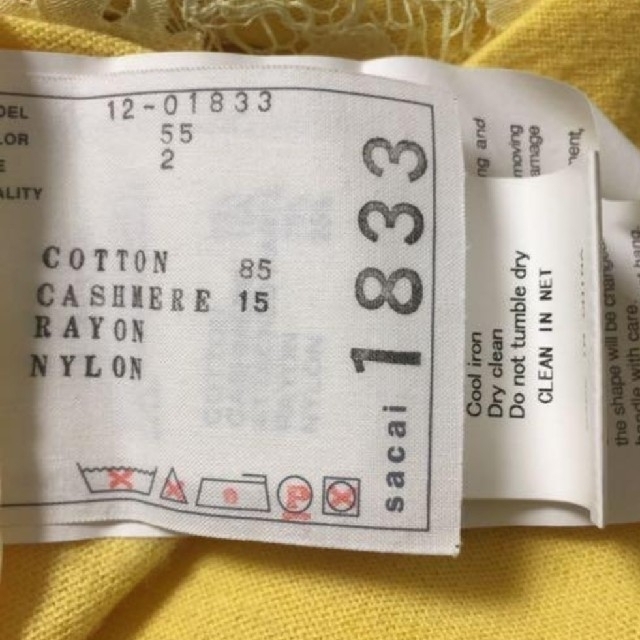 DEL 12-01833
LOR 55
E 2
ALITY
COTTON 85
CASHMERE 15
RAYON
NYLON
P
sacai 1833
Cool iron
Dry clean
Do not tumble dry
CLEAN IN NET
ng and
moving
amage
ment,
the shape will be
handle with care.